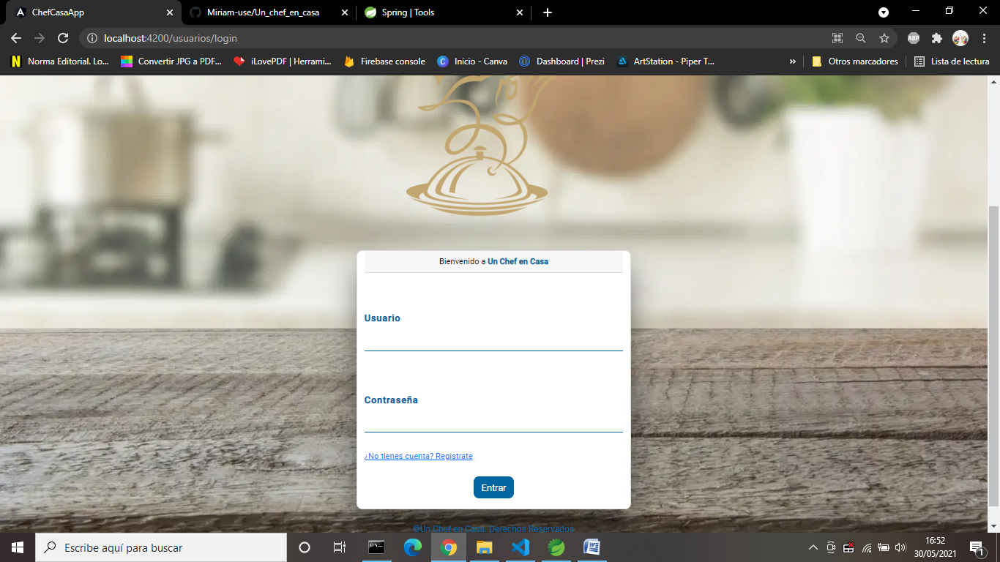 ChefCasaApp
Miriam-use/Un_chef_en_casa
Spring | Tools
localhost:4200/usuarios/login
ABP
N
Norma Editorial. Lo...
Convertir JPG a PDF...
iLovePDF | Herrami...
Firebase console
C
Inicio - Canva
Dashboard | Prezi
ArtStation - Piper T...
»
Otros marcadores
Lista de lectura
Bienvenido a Un Chef en Casa
Usuario
Contraseña
¿No tienes cuenta? Registrate
Entrar
©Un Chef en Casa. Derechos Reservados
Escribe aquí para buscar
16:52
30/05/2021
1